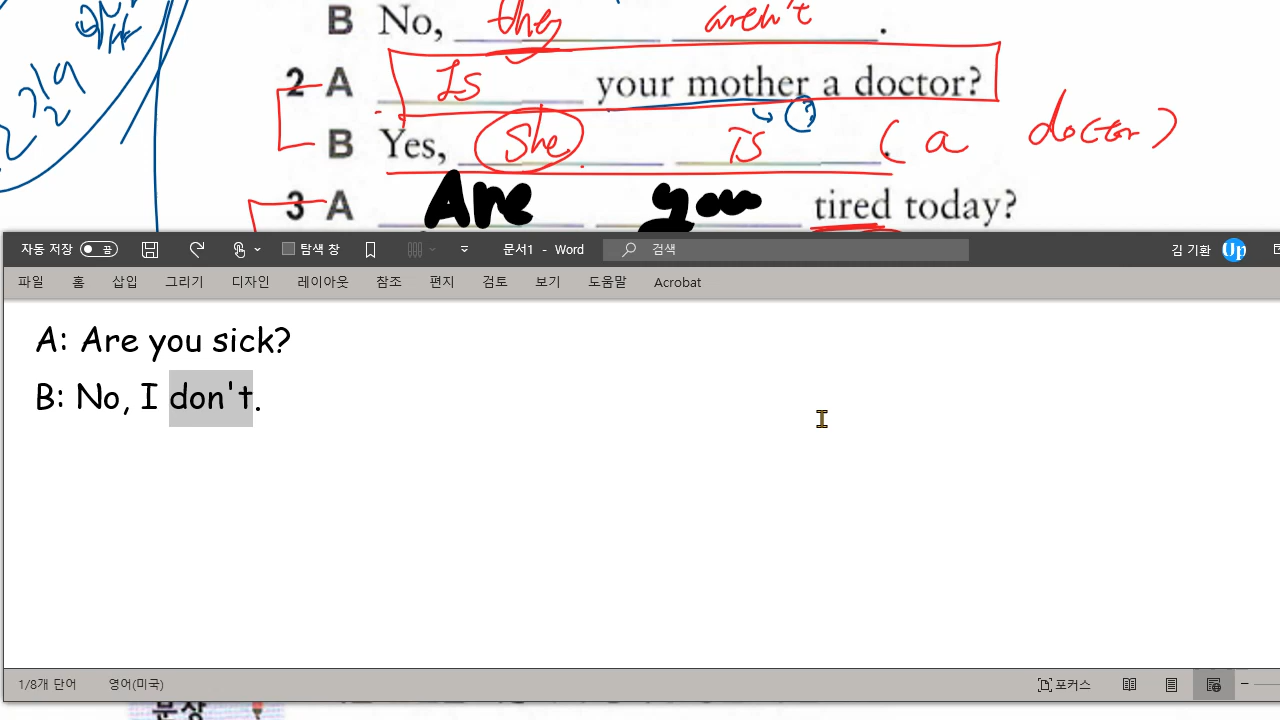 B No, they aren't.
2 A Is your mother a doctor?
B Yes, she is (a doctor)
3 A Are you tired today?
자동 저장 문서1 - Word 검색 김 기환 Up
파일 홈 삽입 그리기 디자인 레이아웃 참조 편지 검토 보기 도움말 Acrobat
탐색 창
A: Are you sick?
B: No, I don't.
1/8개 단어 영어(미국) 포커스
문장